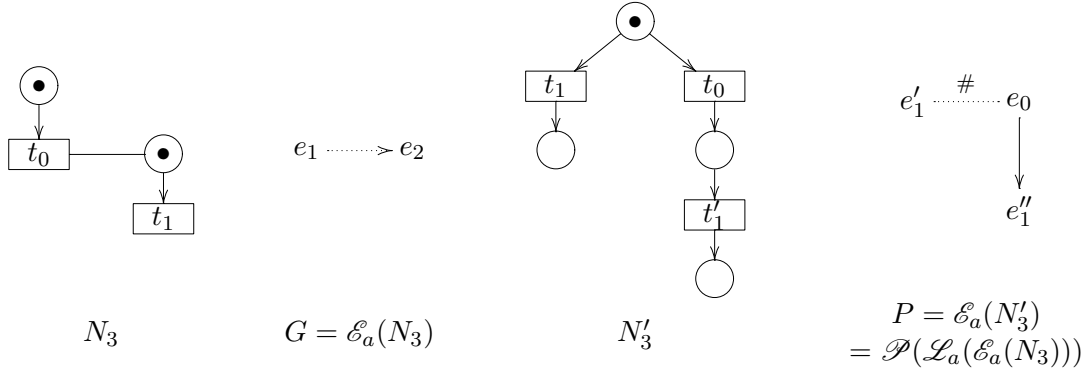 t₁ t₀
t₀
t₁
e₁ e₂
t′₁
e′₁ # e₀
e″₁
N₃
G = ℰₐ(N₃)
N′₃
P = ℰₐ(N′₃)
= 𝒫(ℒₐ(ℰₐ(N₃)))